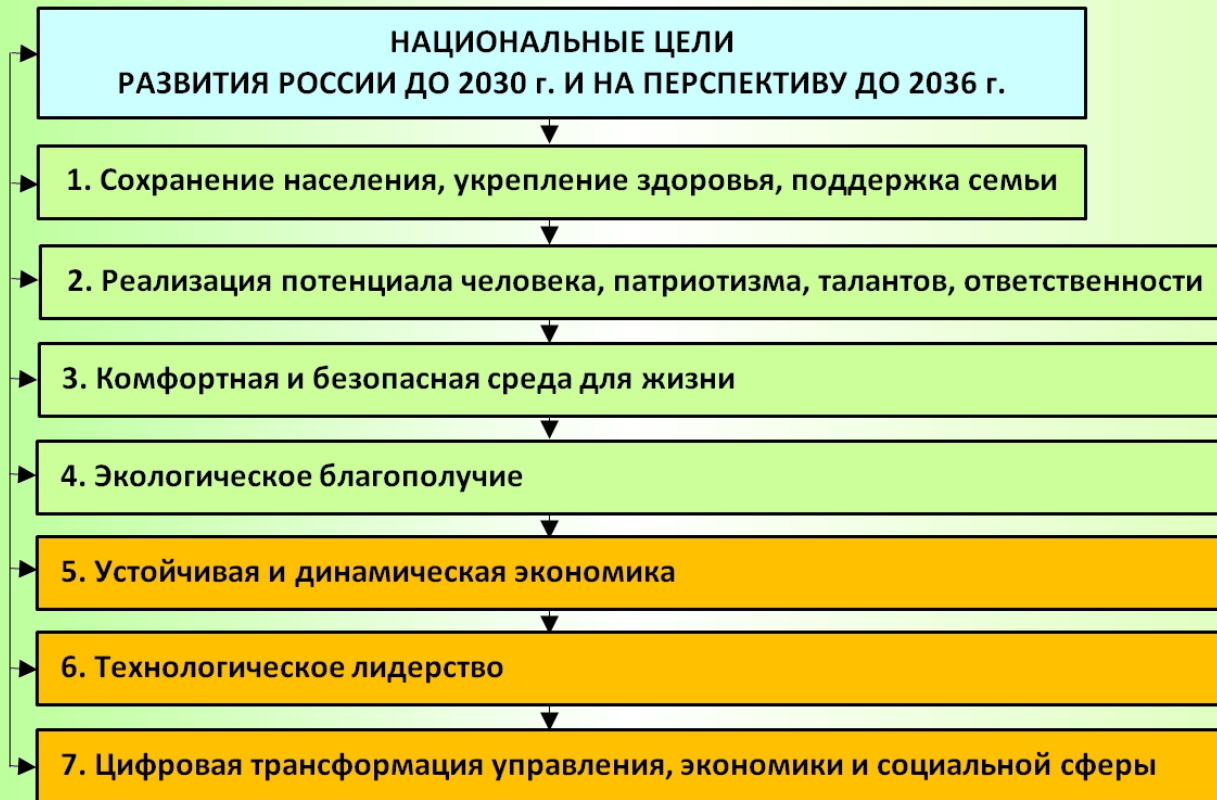 НАЦИОНАЛЬНЫЕ ЦЕЛИ
РАЗВИТИЯ РОССИИ ДО 2030 г. И НА ПЕРСПЕКТИВУ ДО 2036 г.
1. Сохранение населения, укрепление здоровья, поддержка семьи
2. Реализация потенциала человека, патриотизма, талантов, ответственности
3. Комфортная и безопасная среда для жизни
4. Экологическое благополучие
5. Устойчивая и динамическая экономика
6. Технологическое лидерство
7. Цифровая трансформация управления, экономики и социальной сферы